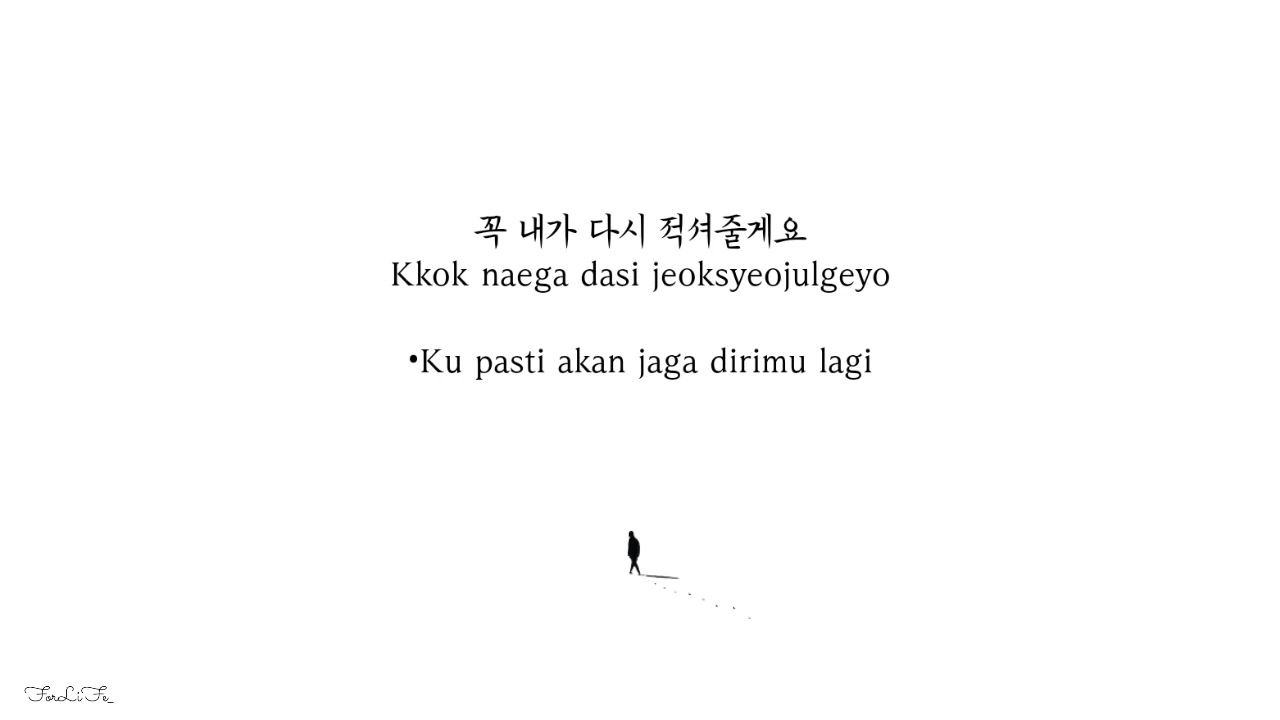 꼭 내가 다시 적셔줄게요
Kkok naega dasi jeoksyeojulgeyo
•Ku pasti akan jaga dirimu lagi
ForLiFe_